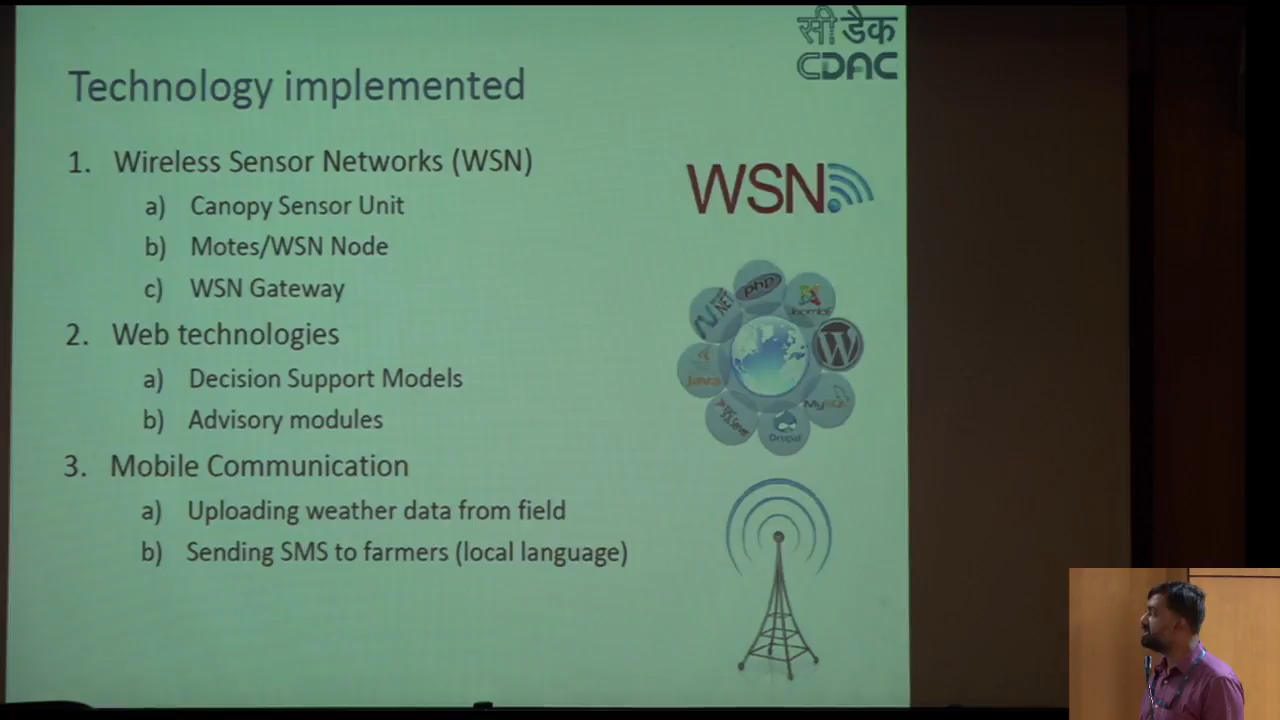 सी डैक
CDAC
Technology implemented
1. Wireless Sensor Networks (WSN)
a) Canopy Sensor Unit
b) Motes/WSN Node
c) WSN Gateway
2. Web technologies
a) Decision Support Models
b) Advisory modules
3. Mobile Communication
a) Uploading weather data from field
b) Sending SMS to farmers (local language)
WSN
php
Joomla!
.NET
Java
MySQL
Drupal